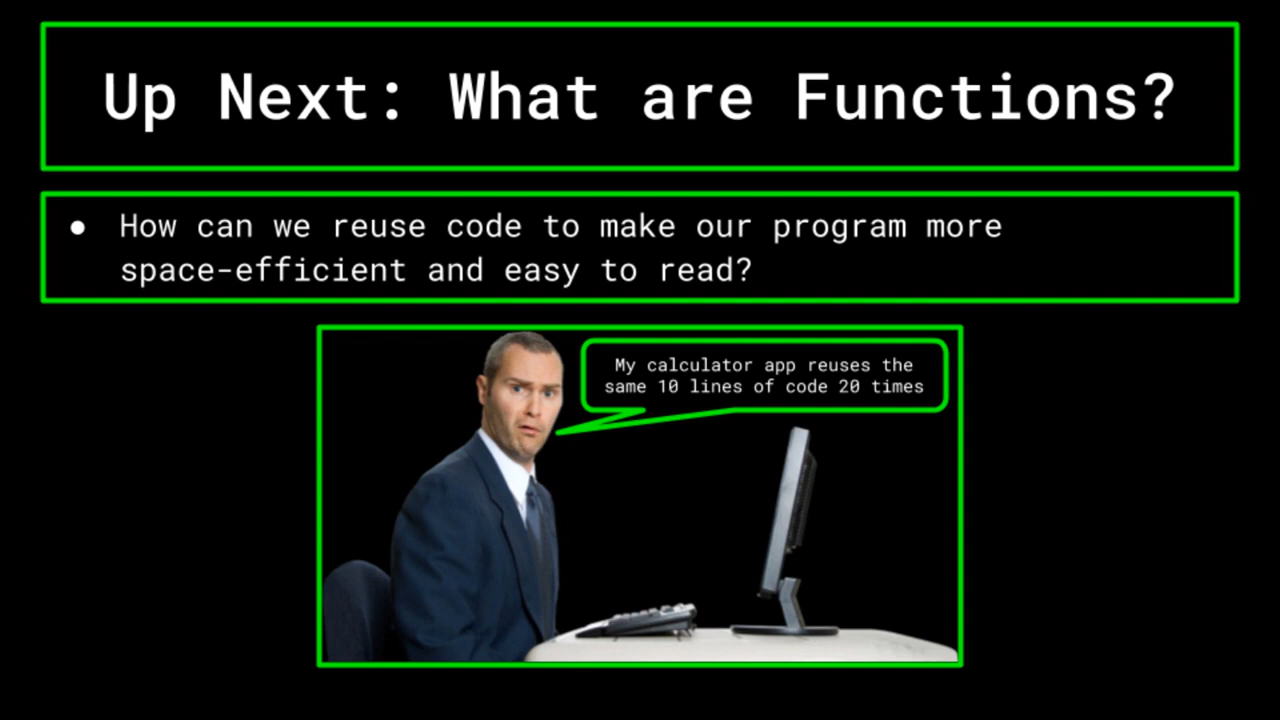 Up Next: What are Functions?
● How can we reuse code to make our program more
space-efficient and easy to read?
My calculator app reuses the
same 10 lines of code 20 times